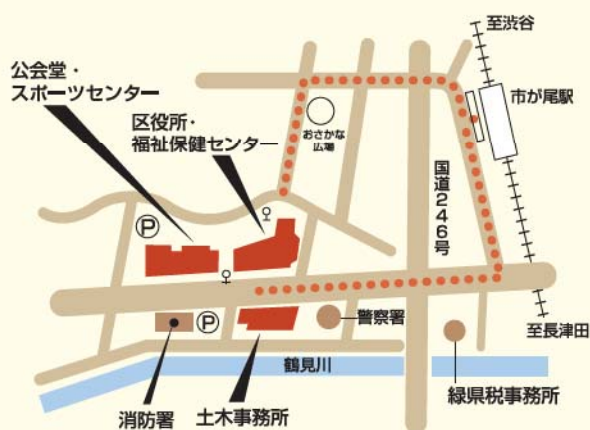 至渋谷
公会堂・
スポーツセンター
市が尾駅
区役所・
福祉保健センター
おさかな
広場
国道246号
P
P
警察署
至長津田
鶴見川
緑県税事務所
消防署
土木事務所